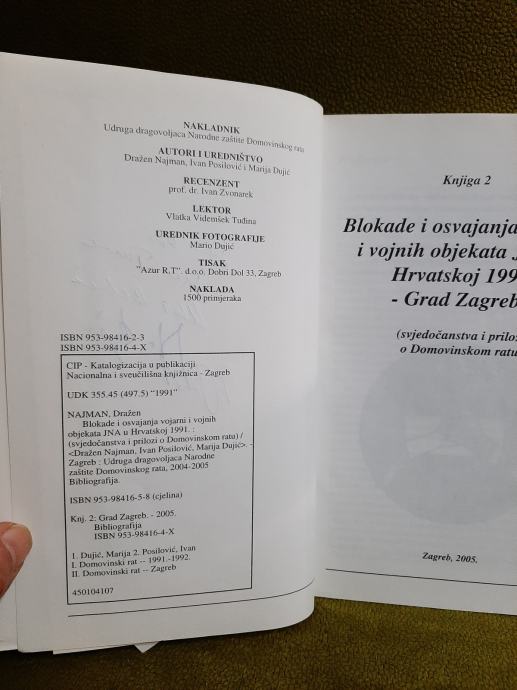 NAKLADNIK
Udruga dragovoljaca Narodne zaštite Domovinskog rata
AUTORI I UREDNIŠTVO
Dražen Najman, Ivan Posilović i Marija Dujić
RECENZENT
prof. dr. Ivan Zvonarek
LEKTOR
Vlatka Videmšek Tuđina
UREDNIK FOTOGRAFIJE
Mario Dujić
TISAK
"Azur R.T". d.o.o. Dobri Dol 33, Zagreb
NAKLADA
1500 primjeraka
ISBN 953-98416-2-3
ISBN 953-98416-4-X
CIP - Katalogizacija u publikaciji
Nacionalna i sveučilišna knjižnica - Zagreb
UDK 355.45 (497.5) "1991"
NAJMAN, Dražen
Blokade i osvajanja vojarni i vojnih
objekata JNA u Hrvatskoj 1991. :
(svjedočanstva i prilozi o Domovinskom ratu) /
<Dražen Najman, Ivan Posilović, Marija Dujić>. -
Zagreb : Udruga dragovoljaca Narodne
zaštite Domovinskog rata, 2004-2005
Bibliografija.
ISBN 953-98416-5-8 (cjelina)
Knj. 2: Grad Zagreb. - 2005.
Bibliografija
ISBN 953-98416-4-X
1. Dujić, Marija 2. Posilović, Ivan
I. Domovinski rat -- 1991.-1992.
II. Domovinski rat -- Zagreb
450104107
Knjiga 2
Blokade i osvajanja
i vojnih objekata J
Hrvatskoj 199
- Grad Zagreb
(svjedočanstva i priloz
o Domovinskom ratu
Zagreb, 2005.